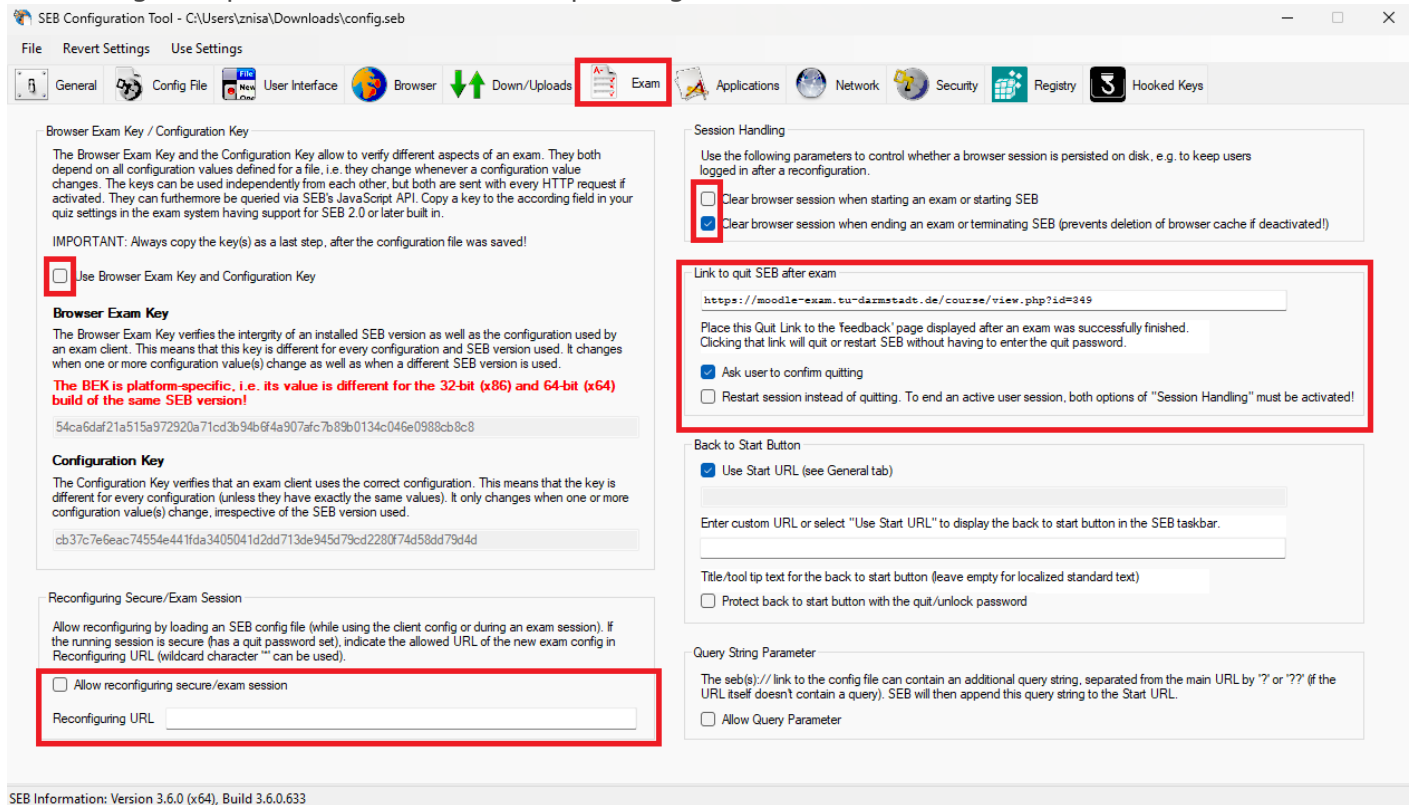 SEB Configuration Tool - C:\Users\znisa\Downloads\config.seb
File Revert Settings Use Settings
General Config File User Interface Browser Down/Uploads Exam Applications Network Security Registry Hooked Keys
Browser Exam Key / Configuration Key
The Browser Exam Key and the Configuration Key allow to verify different aspects of an exam. They both
depend on all configuration values defined for a file, i.e. they change whenever a configuration value
changes. The keys can be used independently from each other, but both are sent with every HTTP request if
activated. They can furthermore be queried via SEB's JavaScript API. Copy a key to the according field in your
quiz settings in the exam system having support for SEB 2.0 or later built in.
IMPORTANT: Always copy the key(s) as a last step, after the configuration file was saved!
Use Browser Exam Key and Configuration Key
Browser Exam Key
The Browser Exam Key verifies the intergrity of an installed SEB version as well as the configuration used by
an exam client. This means that this key is different for every configuration and SEB version used. It changes
when one or more configuration value(s) change as well as when a different SEB version is used.
The BEK is platform-specific, i.e. its value is different for the 32-bit (x86) and 64-bit (x64)
build of the same SEB version!
54ca6daf21a515a972920a71cd3b94b6f4a907afc7b89b0134c046e0988cb8c8
Configuration Key
The Configuration Key verifies that an exam client uses the correct configuration. This means that the key is
different for every configuration (unless they have exactly the same values). It only changes when one or more
configuration value(s) change, irrespective of the SEB version used.
cb37c7e6eac74554e441fda3405041d2dd713de945d79cd2280f74d58dd79d4d
Reconfiguring Secure/Exam Session
Allow reconfiguring by loading an SEB config file (while using the client config or during an exam session). If
the running session is secure (has a quit password set), indicate the allowed URL of the new exam config in
Reconfiguring URL (wildcard character '*' can be used).
Allow reconfiguring secure/exam session
Reconfiguring URL
Session Handling
Use the following parameters to control whether a browser session is persisted on disk, e.g. to keep users
logged in after a reconfiguration.
Clear browser session when starting an exam or starting SEB
Clear browser session when ending an exam or terminating SEB (prevents deletion of browser cache if deactivated!)
Link to quit SEB after exam
https://moodle-exam.tu-darmstadt.de/course/view.php?id=349
Place this Quit Link to the 'feedback' page displayed after an exam was successfully finished.
Clicking that link will quit or restart SEB without having to enter the quit password.
Ask user to confirm quitting
Restart session instead of quitting. To end an active user session, both options of "Session Handling" must be activated!
Back to Start Button
Use Start URL (see General tab)
Enter custom URL or select "Use Start URL" to display the back to start button in the SEB taskbar.
Title/tool tip text for the back to start button (leave empty for localized standard text)
Protect back to start button with the quit/unlock password
Query String Parameter
The seb(s):// link to the config file can contain an additional query string, separated from the main URL by '?' or '??' (if the
URL itself doesn't contain a query). SEB will then append this query string to the Start URL.
Allow Query Parameter
SEB Information: Version 3.6.0 (x64), Build 3.6.0.633